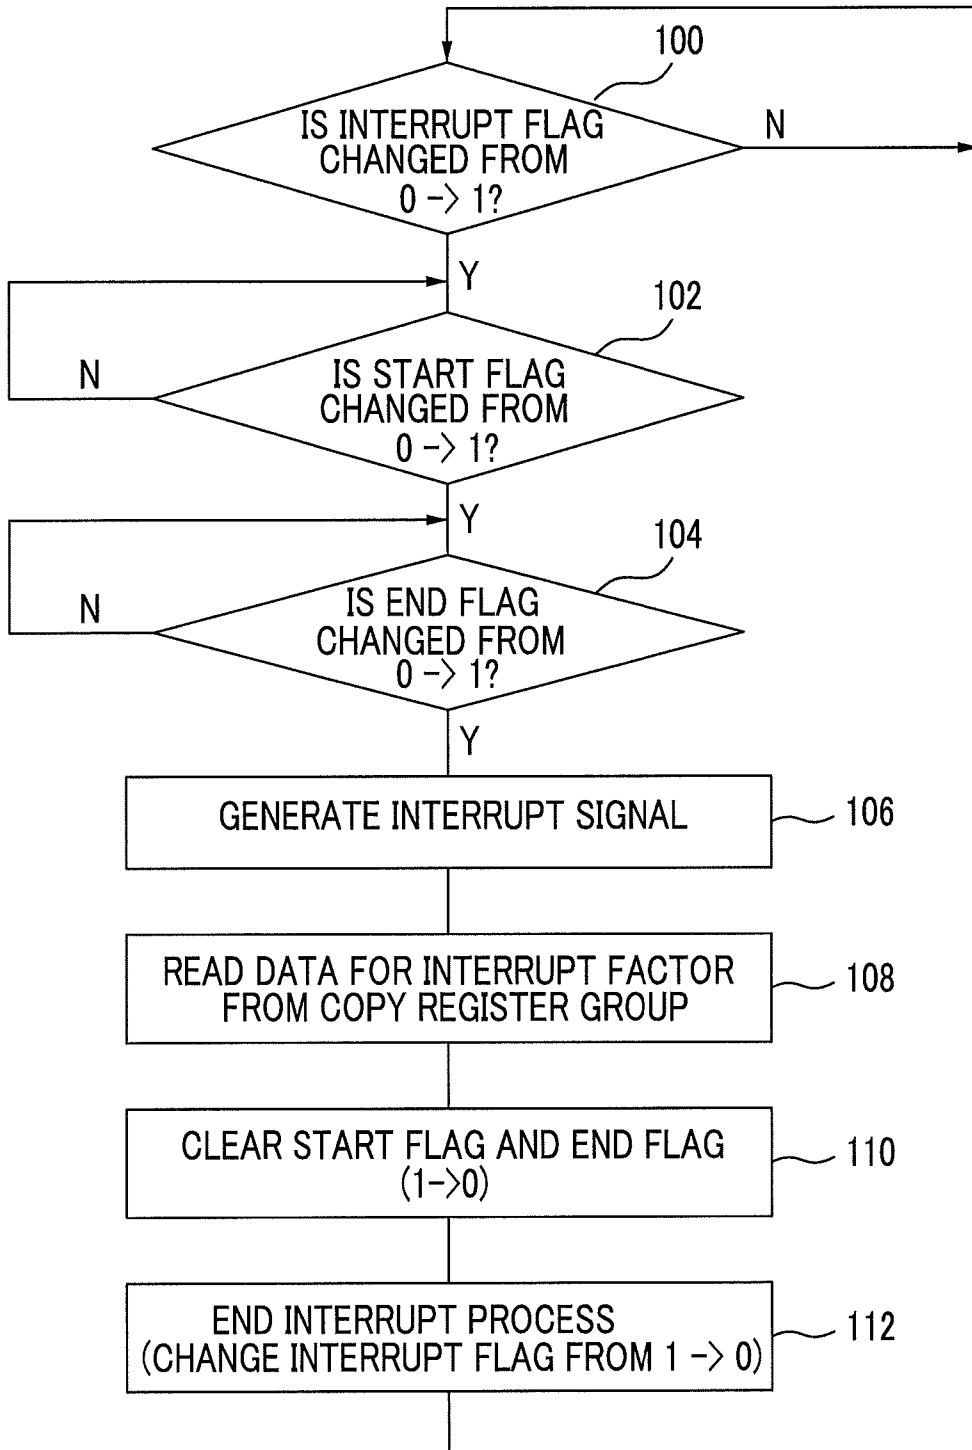 100
IS INTERRUPT FLAG
CHANGED FROM
0 -> 1?
N
Y
102
IS START FLAG
CHANGED FROM
0 -> 1?
N
Y
104
IS END FLAG
CHANGED FROM
0 -> 1?
N
Y
GENERATE INTERRUPT SIGNAL
106
READ DATA FOR INTERRUPT FACTOR
FROM COPY REGISTER GROUP
108
CLEAR START FLAG AND END FLAG
(1->0)
110
END INTERRUPT PROCESS
(CHANGE INTERRUPT FLAG FROM 1 -> 0)
112